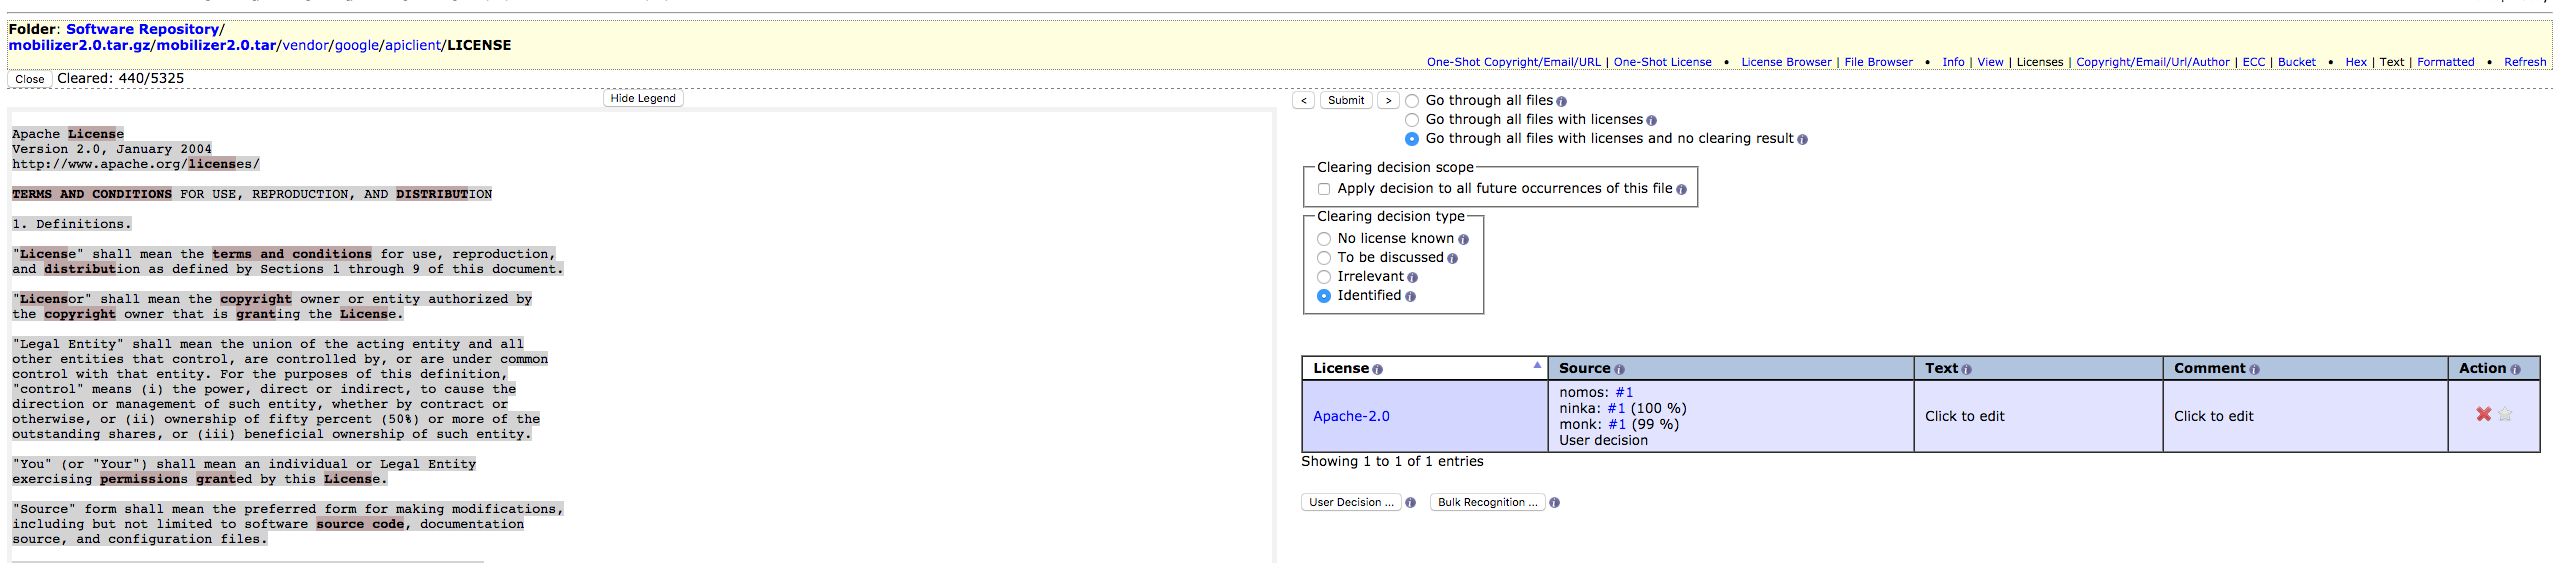 Folder: Software Repository/
mobilizer2.0.tar.gz/mobilizer2.0.tar/vendor/google/apiclient/LICENSE
One-Shot Copyright/Email/URL | One-Shot License • License Browser | File Browser • Info | View | Licenses | Copyright/Email/Url/Author | ECC | Bucket • Hex | Text | Formatted • Refresh
Close Cleared: 440/5325
Hide Legend
Apache License
Version 2.0, January 2004
http://www.apache.org/licenses/
TERMS AND CONDITIONS FOR USE, REPRODUCTION, AND DISTRIBUTION
1. Definitions.
"License" shall mean the terms and conditions for use, reproduction,
and distribution as defined by Sections 1 through 9 of this document.
"Licensor" shall mean the copyright owner or entity authorized by
the copyright owner that is granting the License.
"Legal Entity" shall mean the union of the acting entity and all
other entities that control, are controlled by, or are under common
control with that entity. For the purposes of this definition,
"control" means (i) the power, direct or indirect, to cause the
direction or management of such entity, whether by contract or
otherwise, or (ii) ownership of fifty percent (50%) or more of the
outstanding shares, or (iii) beneficial ownership of such entity.
"You" (or "Your") shall mean an individual or Legal Entity
exercising permissions granted by this License.
"Source" form shall mean the preferred form for making modifications,
including but not limited to software source code, documentation
source, and configuration files.
< Submit > Go through all files
Go through all files with licenses
Go through all files with licenses and no clearing result
Clearing decision scope
Apply decision to all future occurrences of this file
Clearing decision type
No license known
To be discussed
Irrelevant
Identified
License Source Text Comment Action
Apache-2.0
nomos: #1
ninka: #1 (100 %)
monk: #1 (99 %)
User decision
Click to edit
Click to edit
Showing 1 to 1 of 1 entries
User Decision ... Bulk Recognition ...